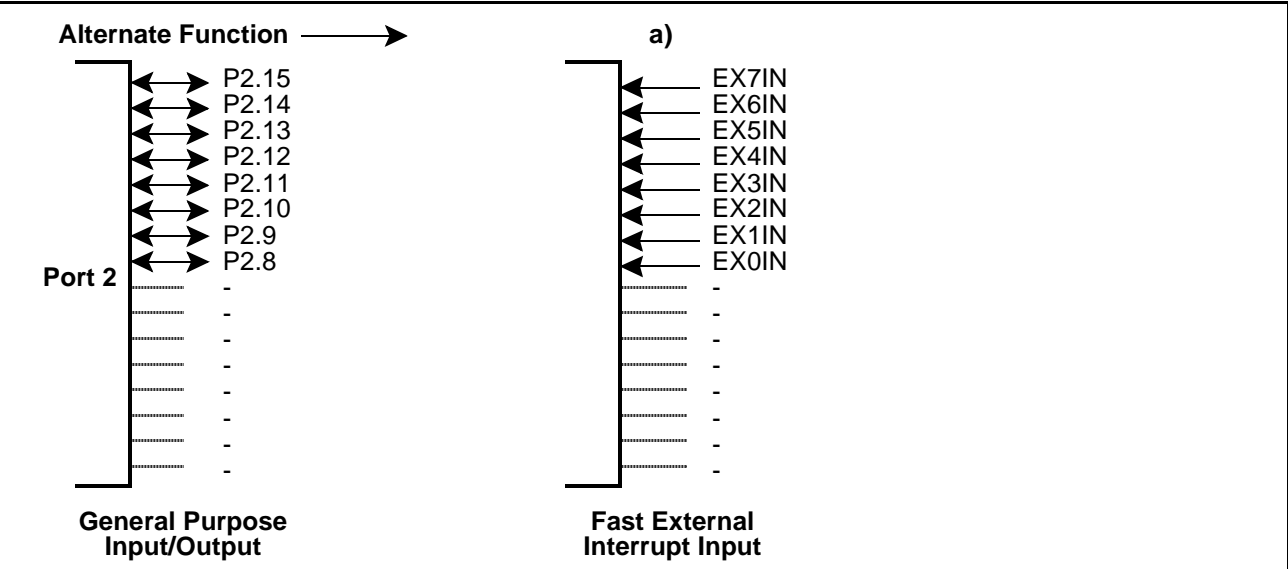 Alternate Function a)
P2.15 EX7IN
P2.14 EX6IN
P2.13 EX5IN
P2.12 EX4IN
P2.11 EX3IN
P2.10 EX2IN
P2.9 EX1IN
P2.8 EX0IN
Port 2
- -
- -
- -
- -
- -
- -
- -
- -
General Purpose Fast External
Input/Output Interrupt Input